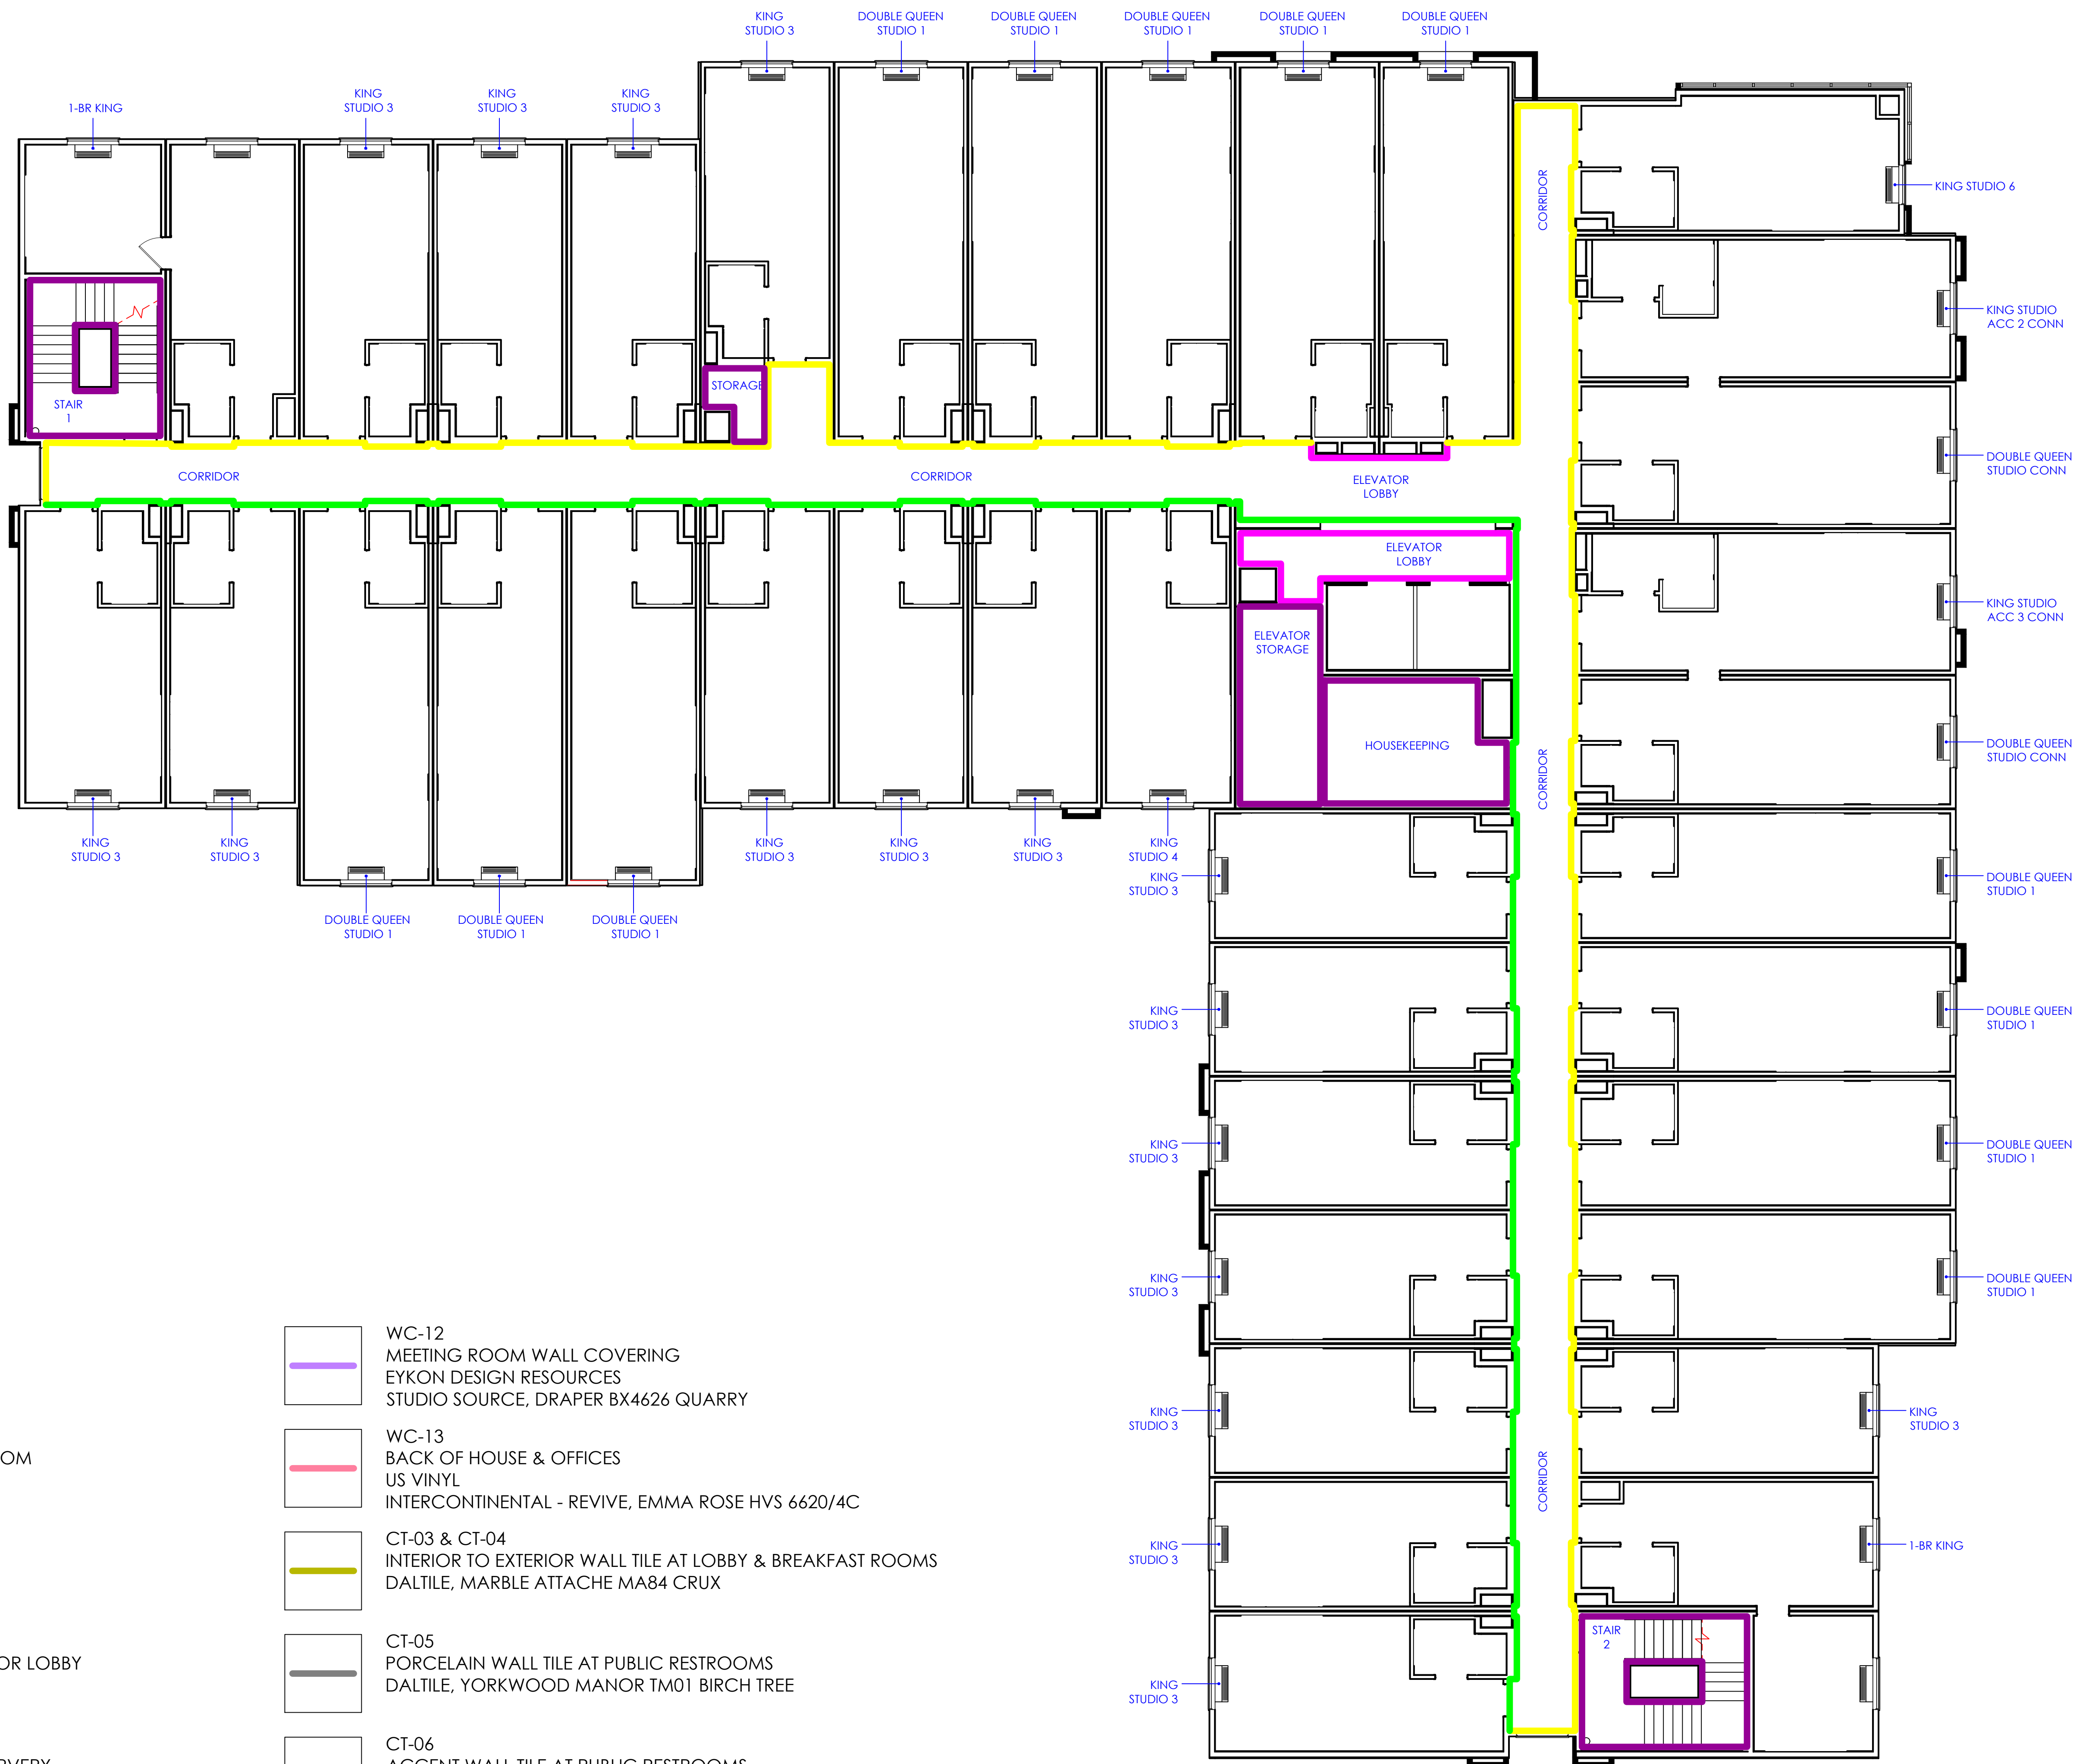 KING
STUDIO 3
DOUBLE QUEEN
STUDIO 1
DOUBLE QUEEN
STUDIO 1
DOUBLE QUEEN
STUDIO 1
DOUBLE QUEEN
STUDIO 1
DOUBLE QUEEN
STUDIO 1
1-BR KING
KING
STUDIO 3
KING
STUDIO 3
KING
STUDIO 3
CORRIDOR
KING STUDIO 6
KING STUDIO
ACC 2 CONN
STORAGE
STAIR
1
CORRIDOR
CORRIDOR
ELEVATOR
LOBBY
DOUBLE QUEEN
STUDIO CONN
ELEVATOR
LOBBY
KING STUDIO
ACC 3 CONN
ELEVATOR
STORAGE
HOUSEKEEPING
CORRIDOR
DOUBLE QUEEN
STUDIO CONN
KING
STUDIO 3
KING
STUDIO 3
KING
STUDIO 3
KING
STUDIO 3
KING
STUDIO 3
KING
STUDIO 4
KING
STUDIO 3
DOUBLE QUEEN
STUDIO 1
DOUBLE QUEEN
STUDIO 1
DOUBLE QUEEN
STUDIO 1
DOUBLE QUEEN
STUDIO 1
KING
STUDIO 3
DOUBLE QUEEN
STUDIO 1
KING
STUDIO 3
DOUBLE QUEEN
STUDIO 1
KING
STUDIO 3
DOUBLE QUEEN
STUDIO 1
KING
STUDIO 3
KING
STUDIO 3
CORRIDOR
KING
STUDIO 3
1-BR KING
STAIR
2
KING
STUDIO 3
WC-12
MEETING ROOM WALL COVERING
EYKON DESIGN RESOURCES
STUDIO SOURCE, DRAPER BX4626 QUARRY
WC-13
BACK OF HOUSE & OFFICES
US VINYL
INTERCONTINENTAL - REVIVE, EMMA ROSE HVS 6620/4C
CT-03 & CT-04
INTERIOR TO EXTERIOR WALL TILE AT LOBBY & BREAKFAST ROOMS
DALTILE, MARBLE ATTACHE MA84 CRUX
CT-05
PORCELAIN WALL TILE AT PUBLIC RESTROOMS
DALTILE, YORKWOOD MANOR TM01 BIRCH TREE
CT-06
ACCENT WALL TILE AT PUBLIC RESTROOMS
OM
OR LOBBY